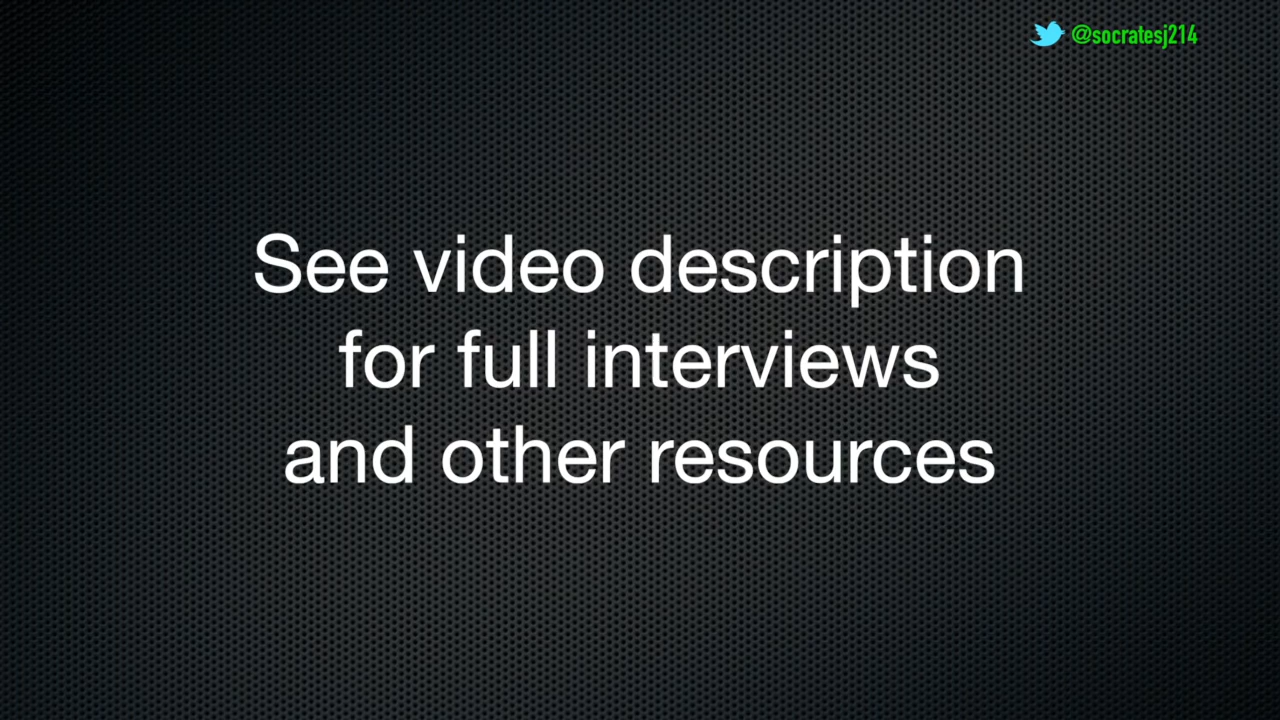 @socratesj214
See video description
for full interviews
and other resources